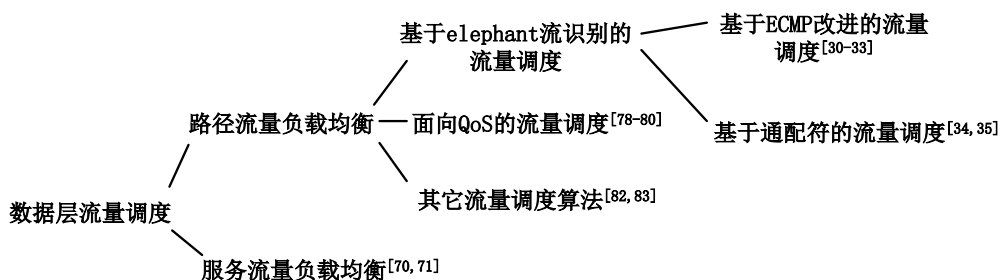 基于elephant流识别的
流量调度
基于ECMP改进的流量
调度[30-33]
路径流量负载均衡
面向QoS的流量调度[78-80]
基于通配符的流量调度[34,35]
其它流量调度算法[82,83]
数据层流量调度
服务流量负载均衡[70,71]